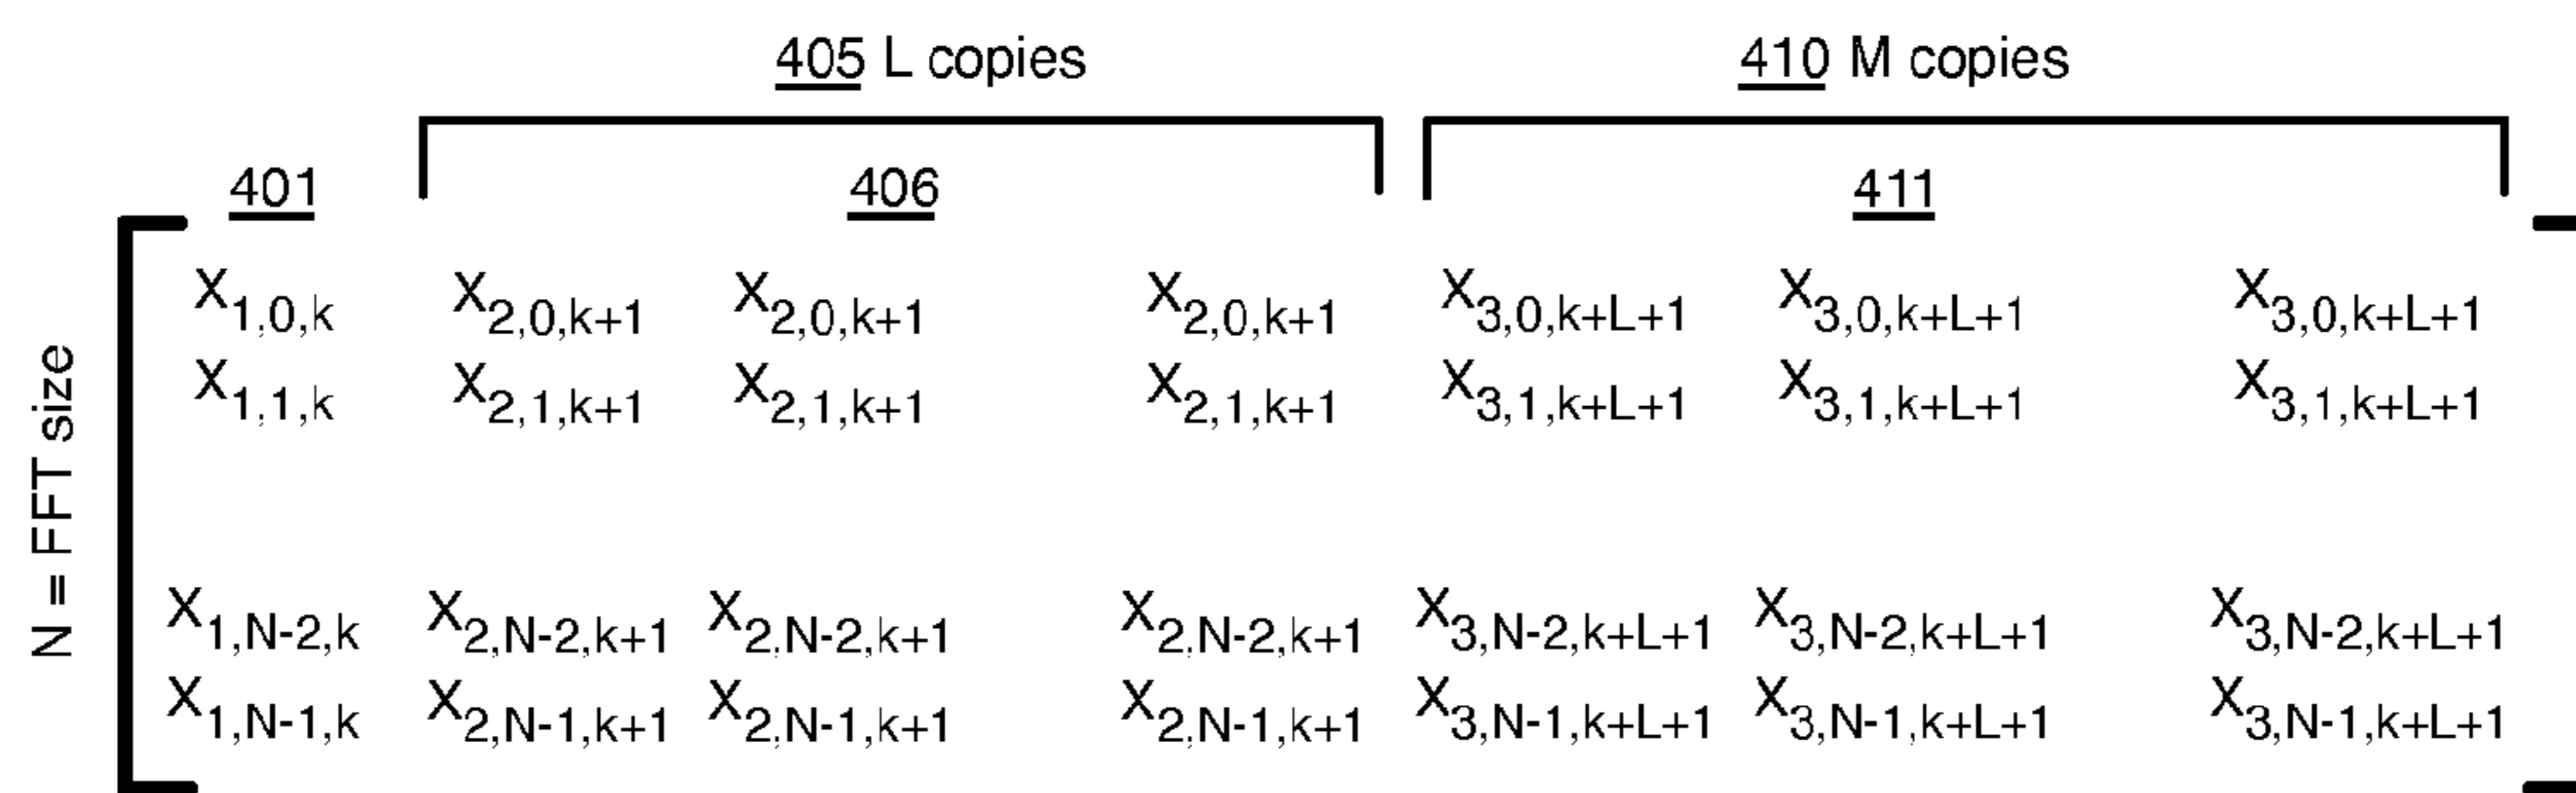 405 L copies 410 M copies
401 406 411
X1,0,k X2,0,k+1 X2,0,k+1 X2,0,k+1 X3,0,k+L+1 X3,0,k+L+1 X3,0,k+L+1
X1,1,k X2,1,k+1 X2,1,k+1 X2,1,k+1 X3,1,k+L+1 X3,1,k+L+1 X3,1,k+L+1
N = FFT size
X1,N-2,k X2,N-2,k+1 X2,N-2,k+1 X2,N-2,k+1 X3,N-2,k+L+1 X3,N-2,k+L+1 X3,N-2,k+L+1
X1,N-1,k X2,N-1,k+1 X2,N-1,k+1 X2,N-1,k+1 X3,N-1,k+L+1 X3,N-1,k+L+1 X3,N-1,k+L+1